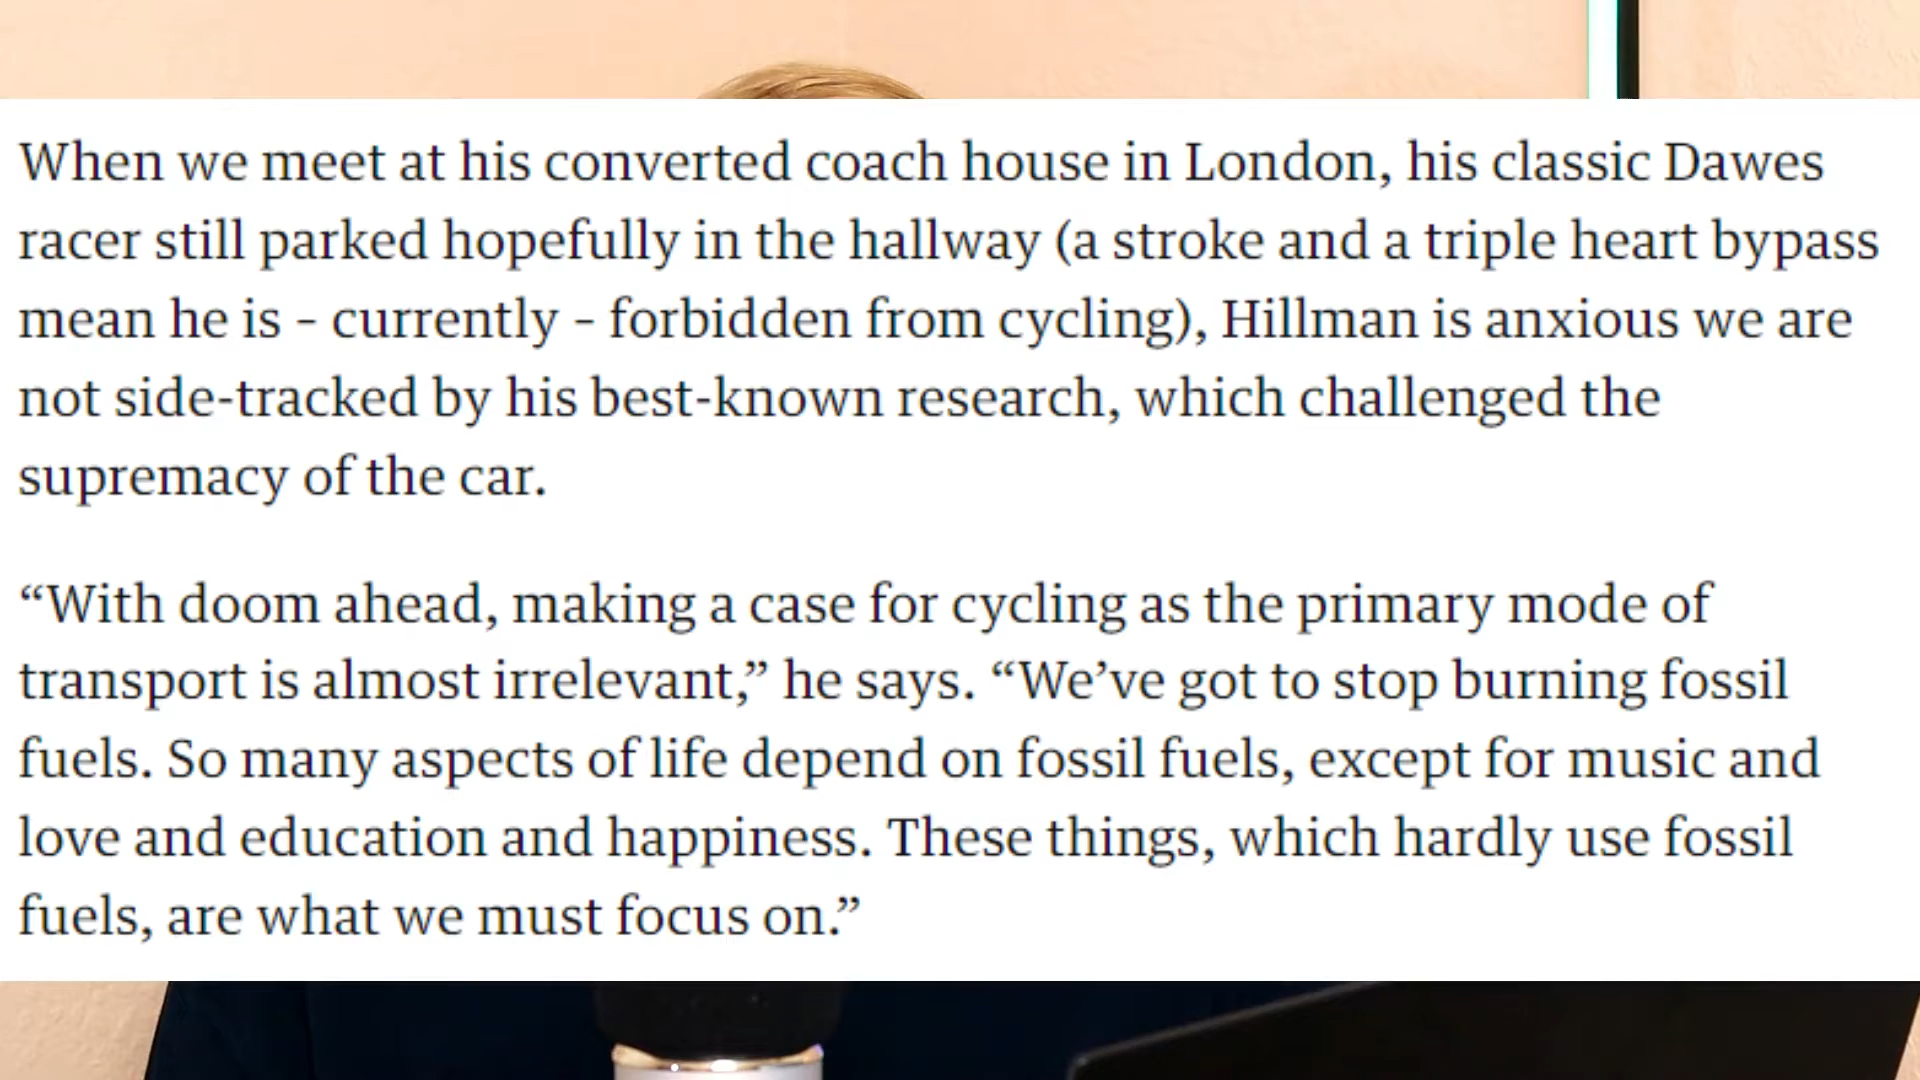 When we meet at his converted coach house in London, his classic Dawes
racer still parked hopefully in the hallway (a stroke and a triple heart bypass
mean he is – currently – forbidden from cycling), Hillman is anxious we are
not side-tracked by his best-known research, which challenged the
supremacy of the car.
“With doom ahead, making a case for cycling as the primary mode of
transport is almost irrelevant,” he says. “We’ve got to stop burning fossil
fuels. So many aspects of life depend on fossil fuels, except for music and
love and education and happiness. These things, which hardly use fossil
fuels, are what we must focus on.”